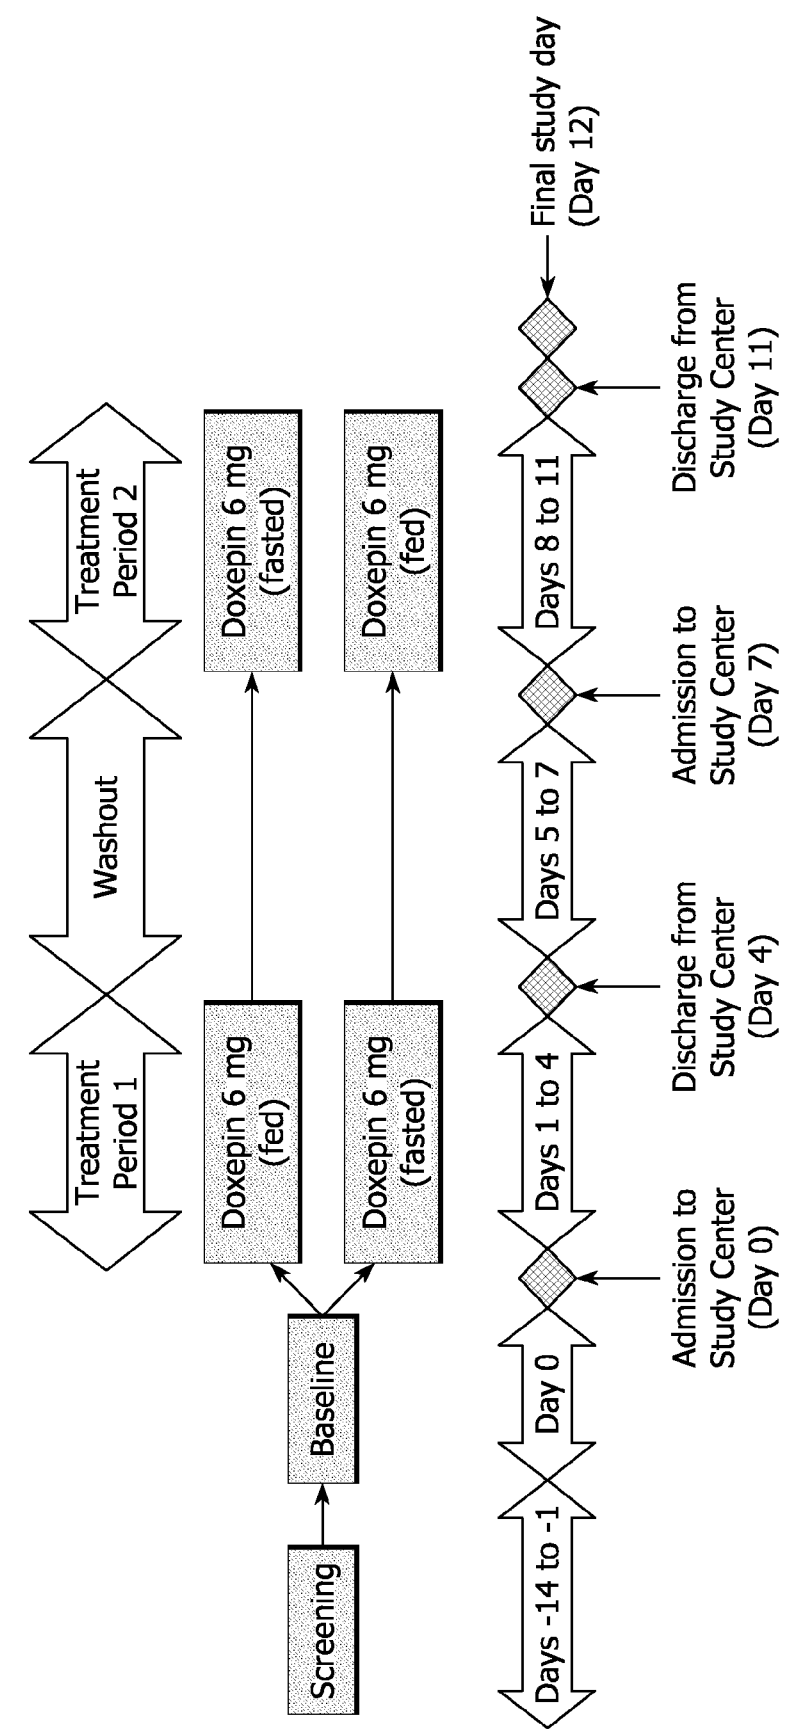 Treatment
Period 1
Washout
Treatment
Period 2
Screening
Baseline
Doxepin 6 mg
(fed)
Doxepin 6 mg
(fasted)
Doxepin 6 mg
(fasted)
Doxepin 6 mg
(fed)
Days -14 to -1
Day 0
Days 1 to 4
Days 5 to 7
Days 8 to 11
Final study day
(Day 12)
Admission to
Study Center
(Day 0)
Discharge from
Study Center
(Day 4)
Admission to
Study Center
(Day 7)
Discharge from
Study Center
(Day 11)